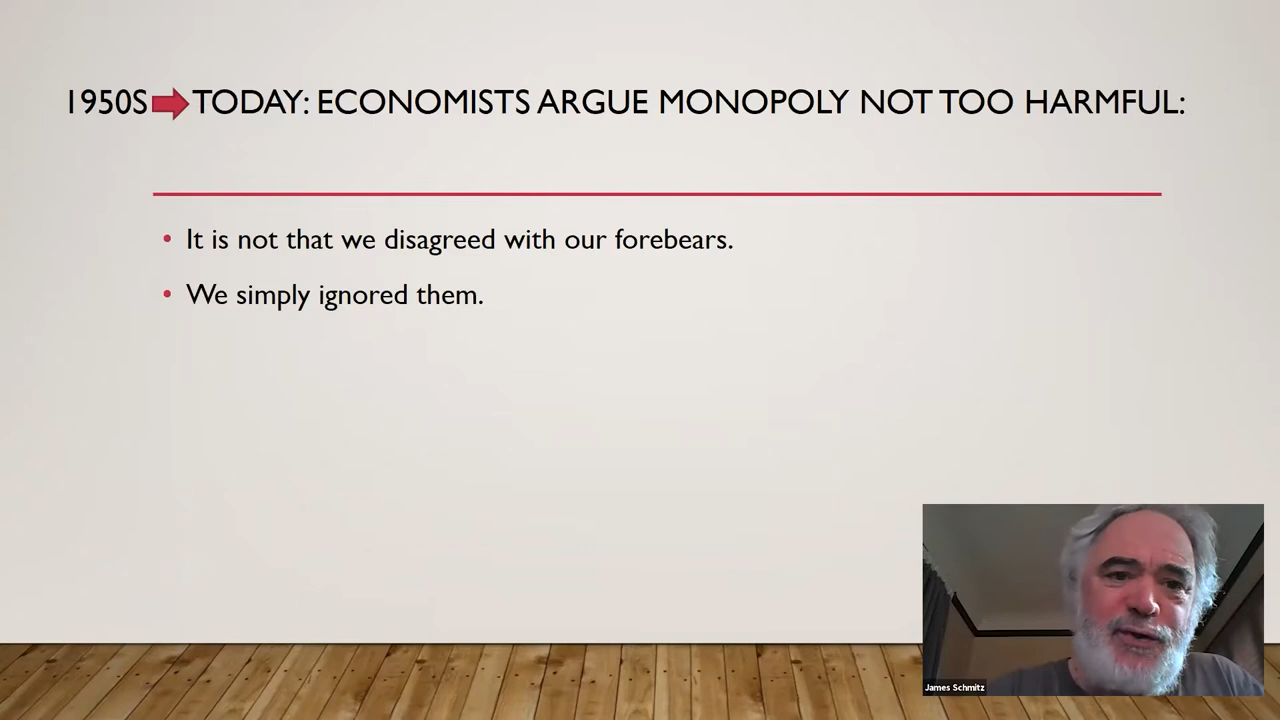 1950S TODAY: ECONOMISTS ARGUE MONOPOLY NOT TOO HARMFUL:
• It is not that we disagreed with our forebears.
• We simply ignored them.
James Schmitz